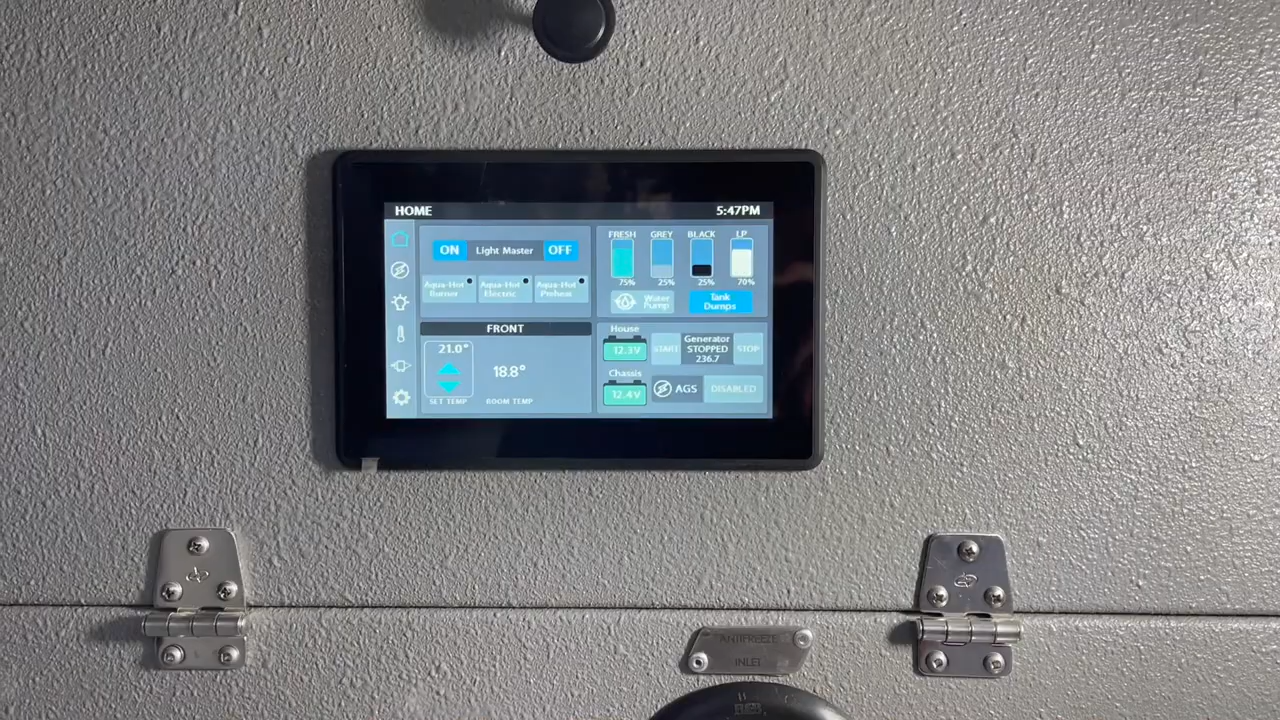 HOME 5:47PM
ON Light Master OFF
Aqua-Hot Burner
Aqua-Hot Electric
Aqua-Hot Preheat
FRESH GREY BLACK LP
75% 25% 25% 70%
Water Pump
Tank Dumps
FRONT
21.0°
SET TEMP
18.8°
ROOM TEMP
House
12.3V
START
Generator
STOPPED
236.7
STOP
Chassis
12.4V
AGS DISABLED
ANTIFREEZE
INLET